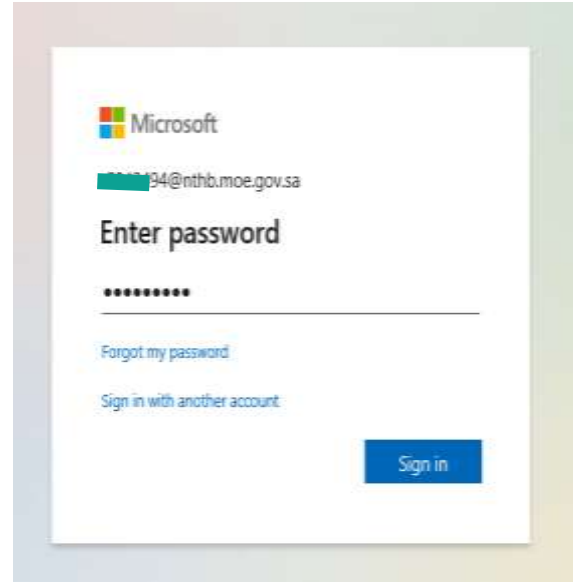 Microsoft
94@nthb.moe.gov.sa
Enter password
•••••••••
Forgot my password
Sign in with another account
Sign in